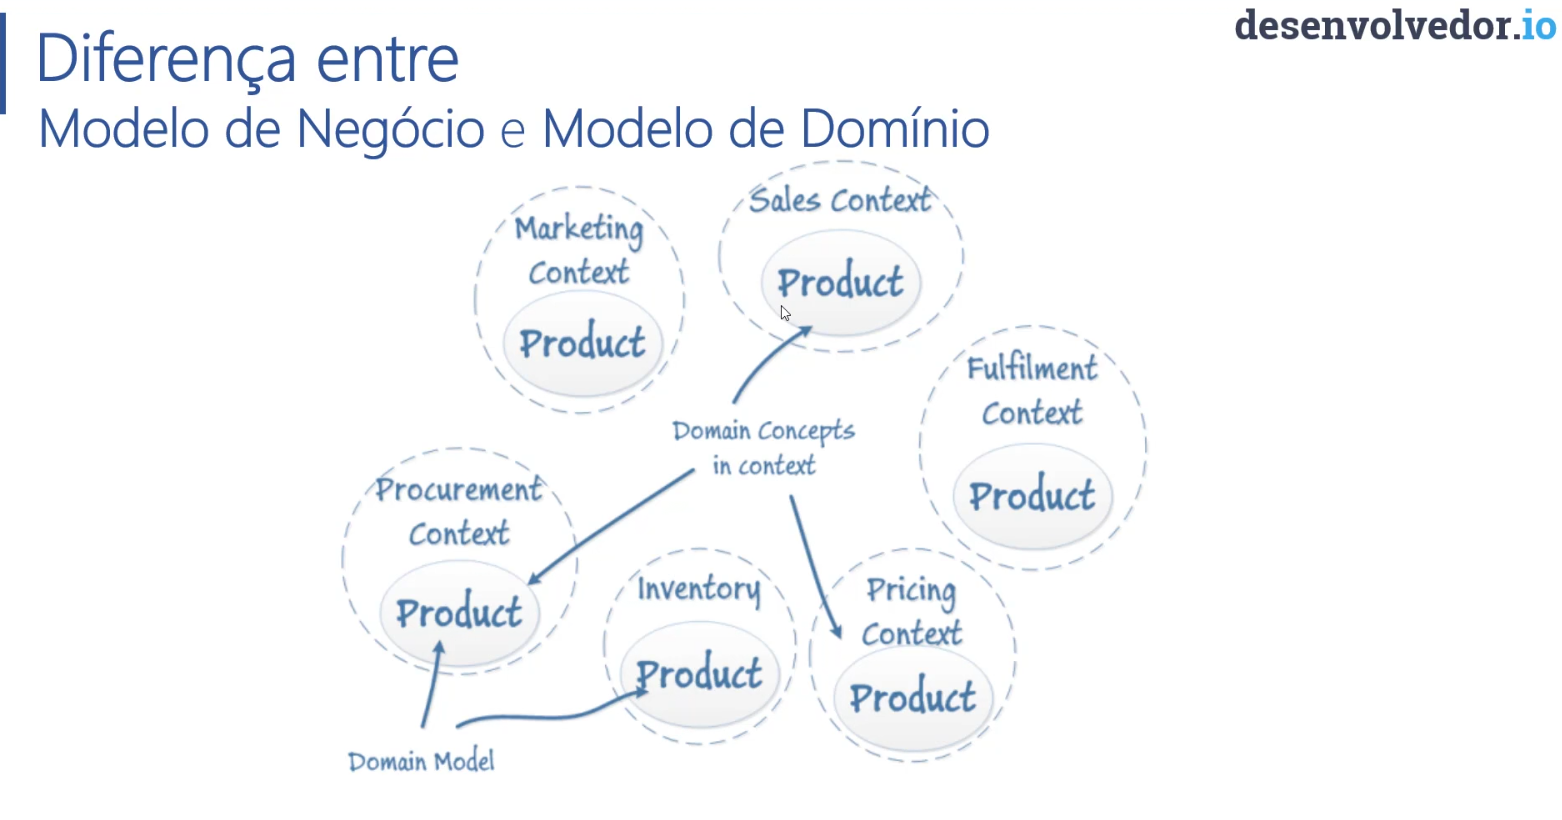 desenvolvedor.io
Diferença entre
Modelo de Negócio e Modelo de Domínio
Marketing
Context
Product
Sales Context
Product
Fulfilment
Context
Product
Domain Concepts
in context
Procurement
Context
Product
Inventory
Product
Pricing
Context
Product
Domain Model